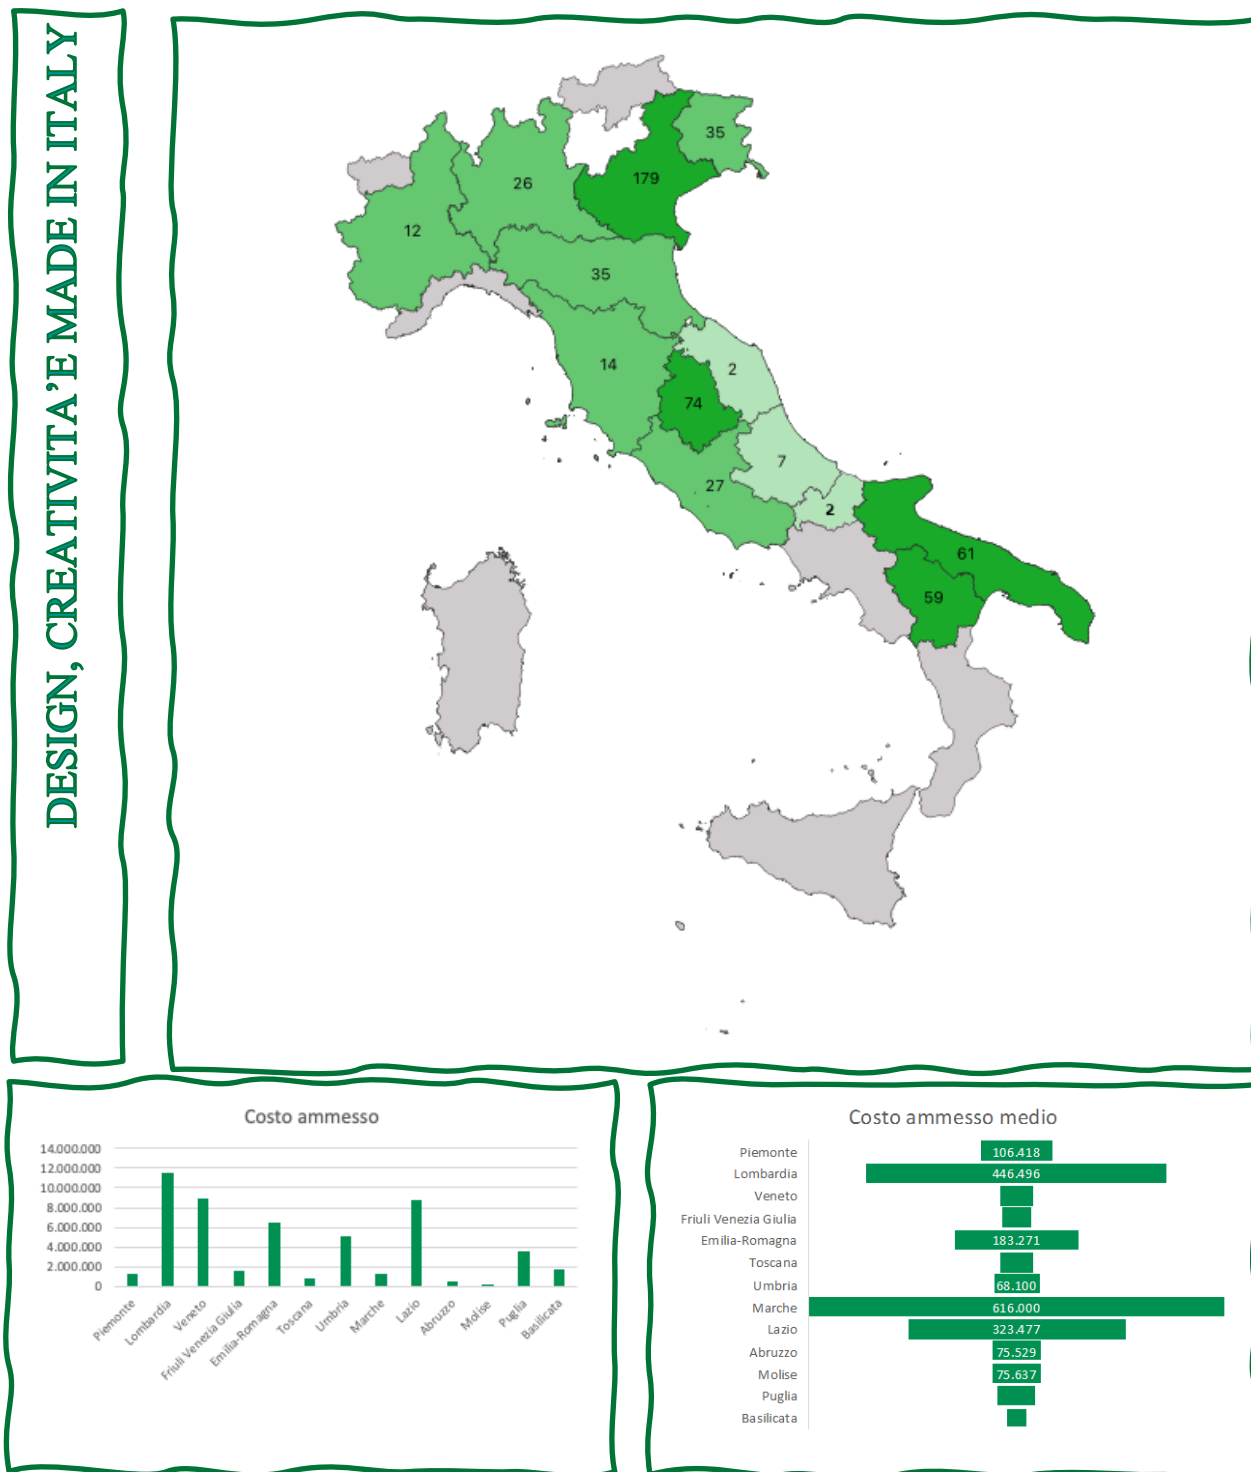 DESIGN, CREATIVITA'E MADE IN ITALY
35
179
26
12
35
14
2
74
7
27
2
61
59
Costo ammesso
14.000.000
12.000.000
10.000.000
8.000.000
6.000.000
4.000.000
2.000.000
0
Piemonte
Lombardia
Veneto
Friuli Venezia Giulia
Emilia-Romagna
Toscana
Umbria
Marche
Lazio
Abruzzo
Molise
Puglia
Basilicata
Costo ammesso medio
Piemonte 106.418
Lombardia 446.496
Veneto
Friuli Venezia Giulia
Emilia-Romagna 183.271
Toscana
Umbria 68.100
Marche 616.000
Lazio 323.477
Abruzzo 75.529
Molise 75.637
Puglia
Basilicata